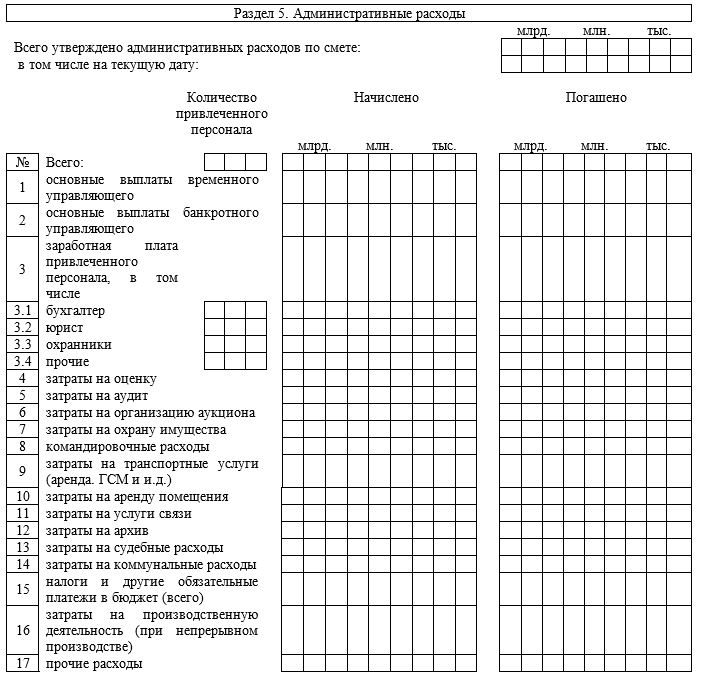 Раздел 5. Административные расходы
млрд. млн. тыс.
Всего утверждено административных расходов по смете:
в том числе на текущую дату:
Количество Начислено Погашено
привлеченного
персонала
млрд. млн. тыс. млрд. млн. тыс.
№ Всего:
1 основные выплаты временного
управляющего
2 основные выплаты банкротного
управляющего
3 заработная плата
привлеченного
персонала, в том
числе
3.1 бухгалтер
3.2 юрист
3.3 охранники
3.4 прочие
4 затраты на оценку
5 затраты на аудит
6 затраты на организацию аукциона
7 затраты на охрану имущества
8 командировочные расходы
9 затраты на транспортные услуги
(аренда. ГСМ и и.д.)
10 затраты на аренду помещения
11 затраты на услуги связи
12 затраты на архив
13 затраты на судебные расходы
14 затраты на коммунальные расходы
15 налоги и другие обязательные
платежи в бюджет (всего)
16 затраты на производственную
деятельность (при непрерывном
производстве)
17 прочие расходы